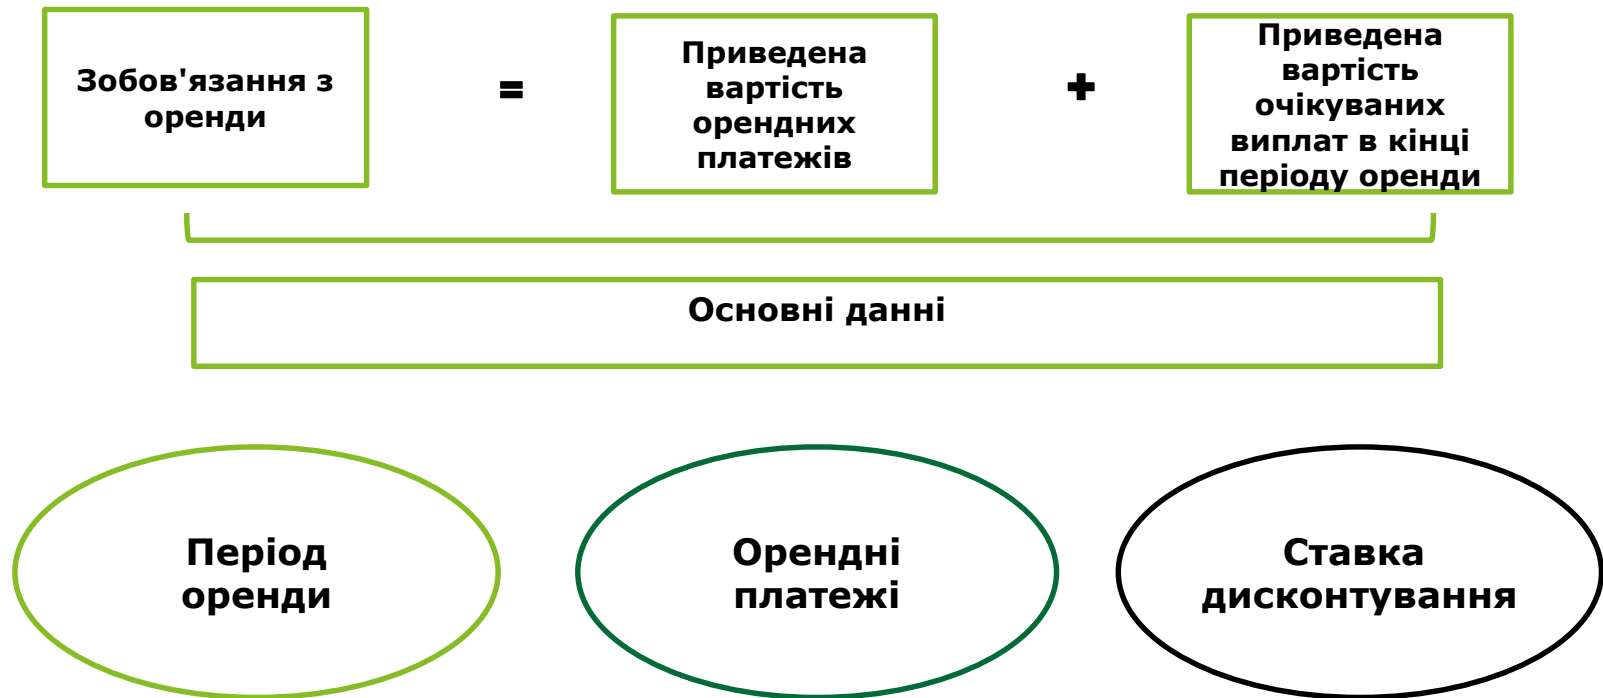 Зобов'язання з
оренди
=
Приведена
вартість
орендних
платежів
+
Приведена
вартість
очікуваних
виплат в кінці
періоду оренди
Основні данні
Період
оренди
Орендні
платежі
Ставка
дисконтування